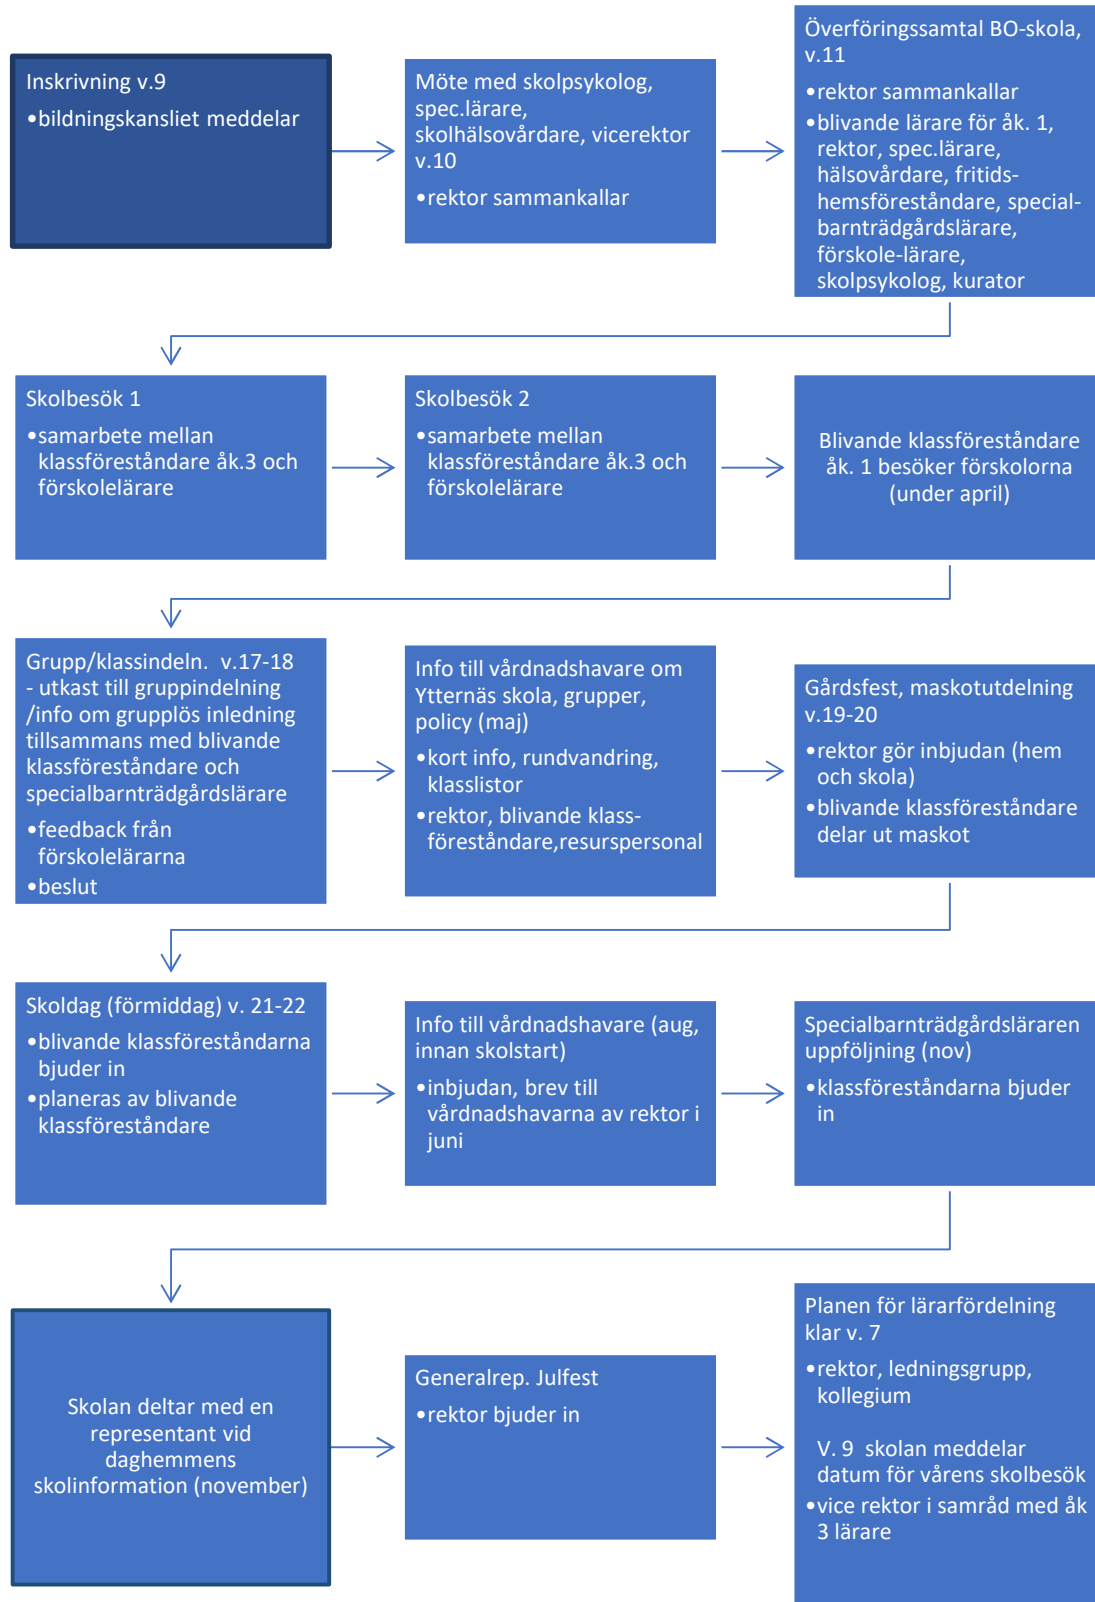 Inskrivning v.9
•bildningskansliet meddelar
Möte med skolpsykolog,
spec.lärare,
skolhälsovårdare, vicerektor
v.10
•rektor sammankallar
Överföringssamtal BO-skola,
v.11
•rektor sammankallar
•blivande lärare för åk. 1,
rektor, spec.lärare,
hälsovårdare, fritids-
hemsföreståndare, special-
barnträdgårdslärare,
förskole-lärare,
skolpsykolog, kurator
Skolbesök 1
•samarbete mellan
klassföreståndare åk.3 och
förskolelärare
Skolbesök 2
•samarbete mellan
klassföreståndare åk.3 och
förskolelärare
Blivande klassföreståndare
åk. 1 besöker förskolorna
(under april)
Grupp/klassindeln.  v.17-18
- utkast till gruppindelning
/info om grupplös inledning
tillsammans med blivande
klassföreståndare och
specialbarnträdgårdslärare
•feedback från
förskolelärarna
•beslut
Info till vårdnadshavare om
Ytternäs skola, grupper,
policy (maj)
•kort info, rundvandring,
klasslistor
•rektor, blivande klass-
föreståndare,resurspersonal
Gårdsfest, maskotutdelning
v.19-20
•rektor gör inbjudan (hem
och skola)
•blivande klassföreståndare
delar ut maskot
Skoldag (förmiddag) v. 21-22
•blivande klassföreståndarna
bjuder in
•planeras av blivande
klassföreståndare
Info till vårdnadshavare (aug,
innan skolstart)
•inbjudan, brev till
vårdnadshavarna av rektor i
juni
Specialbarnträdgårdsläraren
uppföljning (nov)
•klassföreståndarna bjuder
in
Skolan deltar med en
representant vid
daghemmens
skolinformation (november)
Generalrep. Julfest
•rektor bjuder in
Planen för lärarfördelning
klar v. 7
•rektor, ledningsgrupp,
kollegium
V. 9  skolan meddelar
datum för vårens skolbesök
•vice rektor i samråd med åk
3 lärare